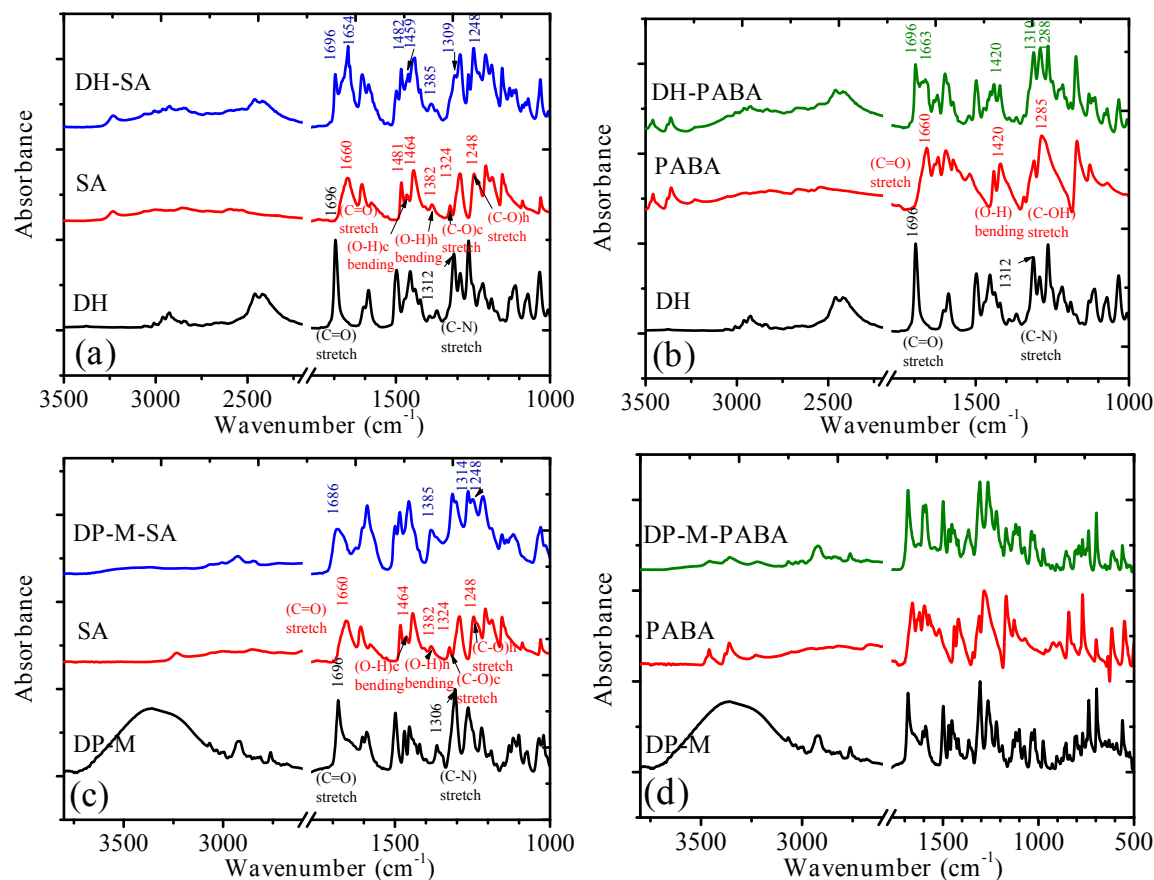 1696
1654
1482
1459
1385
1309
1248
DH-SA
1660
1481
1464
1382
1324
1248
SA
1696
(C=O)
stretch
(O-H)c
bending
(O-H)h
bending
(C-O)c
stretch
(C-O)h
stretch
1312
DH
(C=O)
stretch
(C-N)
stretch
(a)
Absorbance
3500
3000
2500
1500
1000
Wavenumber (cm-1)
1696
1663
1420
1310
288
DH-PABA
1660
1420
1285
PABA
(C=O)
stretch
1696
(O-H)
bending
(C-OH)
stretch
1312
DH
(C=O)
stretch
(C-N)
stretch
(b)
Absorbance
3500
3000
2500
1500
1000
Wavenumber (cm-1)
1686
1385
1314
1248
DP-M-SA
(C=O)
stretch
1660
1464
1382
1324
1248
SA
1696
(O-H)c
bending
(O-H)h
bending
(C-O)h
stretch
(C-O)c
stretch
1306
DP-M
(C=O)
stretch
(C-N)
stretch
(c)
Absorbance
3500
3000
1500
1000
Wavenumber (cm-1)
DP-M-PABA
PABA
DP-M
(d)
Absorbance
3500
3000
1500
1000
500
Wavenumber (cm-1)